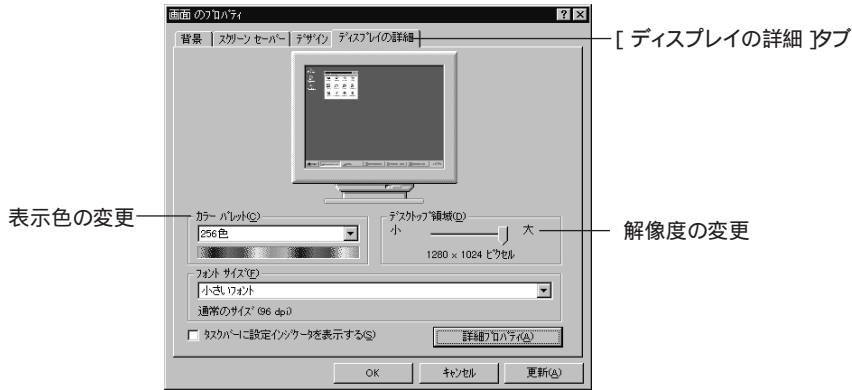 画面 のプロパティ
背景 スクリーン セーバー デザイン ディスプレイの詳細
[ ディスプレイの詳細 ]タブ
表示色の変更
カラー パレット(C)
256色
デスクトップ領域(D)
小 大
1280 × 1024 ピクセル
解像度の変更
フォント サイズ(F)
小さいフォント
通常のサイズ (96 dpi)
タスクバーに設定インジケータを表示する(S)
詳細プロパティ(A)
OK キャンセル 更新(A)